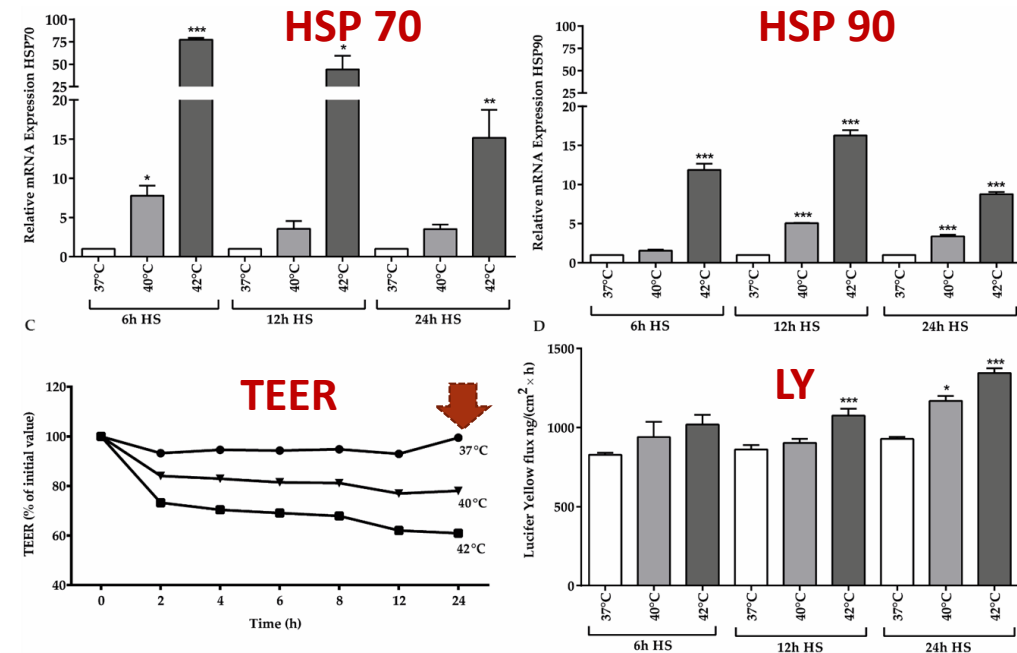 HSP 70
Relative mRNA Expression HSP70
100
75
50
25
20
15
10
5
0
*
***
*
**
37°C
40°C
42°C
37°C
40°C
42°C
37°C
40°C
42°C
6h HS
12h HS
24h HS
HSP 90
Relative mRNA Expression HSP90
100
75
50
25
20
15
10
5
0
***
***
***
***
***
37°C
40°C
42°C
37°C
40°C
42°C
37°C
40°C
42°C
6h HS
12h HS
24h HS
C
TEER
TEER (% of initial value)
120
100
80
60
40
37°C
40°C
42°C
0
2
4
6
8
12
24
Time (h)
D
LY
Lucifer Yellow flux ng/(cm² × h)
1500
1000
500
0
***
*
***
37°C
40°C
42°C
37°C
40°C
42°C
37°C
40°C
42°C
6h HS
12h HS
24h HS